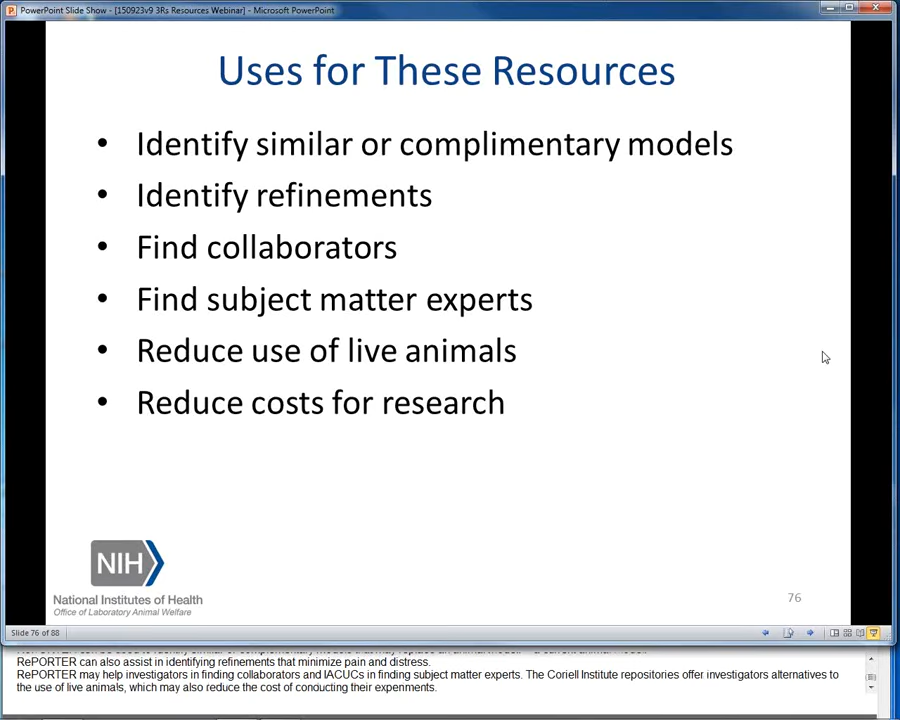 PowerPoint Slide Show - [150923v9 3Rs Resources Webinar] - Microsoft PowerPoint
Uses for These Resources
• Identify similar or complimentary models
• Identify refinements
• Find collaborators
• Find subject matter experts
• Reduce use of live animals
• Reduce costs for research
NIH
National Institutes of Health
Office of Laboratory Animal Welfare
76
Slide 76 of 88
RePORTER can also assist in identifying refinements that minimize pain and distress.
RePORTER may help investigators in finding collaborators and IACUCs in finding subject matter experts. The Coriell Institute repositories offer investigators alternatives to
the use of live animals, which may also reduce the cost of conducting their experiments.